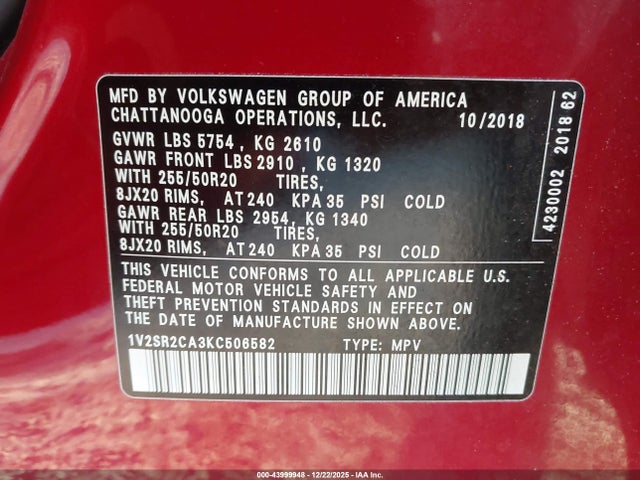 MFD BY VOLKSWAGEN GROUP OF AMERICA
CHATTANOOGA OPERATIONS, LLC. 10/2018
GVWR LBS 5754, KG 2610
GAWR FRONT LBS 2910, KG 1320
WITH 255/50R20 TIRES,
8JX20 RIMS, AT 240 KPA 35 PSI COLD
GAWR REAR LBS 2954, KG 1340
WITH 255/50R20 TIRES,
8JX20 RIMS, AT 240 KPA 35 PSI COLD
THIS VEHICLE CONFORMS TO ALL APPLICABLE U.S.
FEDERAL MOTOR VEHICLE SAFETY AND
THEFT PREVENTION STANDARDS IN EFFECT ON
THE DATE OF MANUFACTURE SHOWN ABOVE.
1V2SR2CA3KC506582 TYPE: MPV
4230002 2018 62
000-43999948 - 12/22/2025 - IAA Inc.